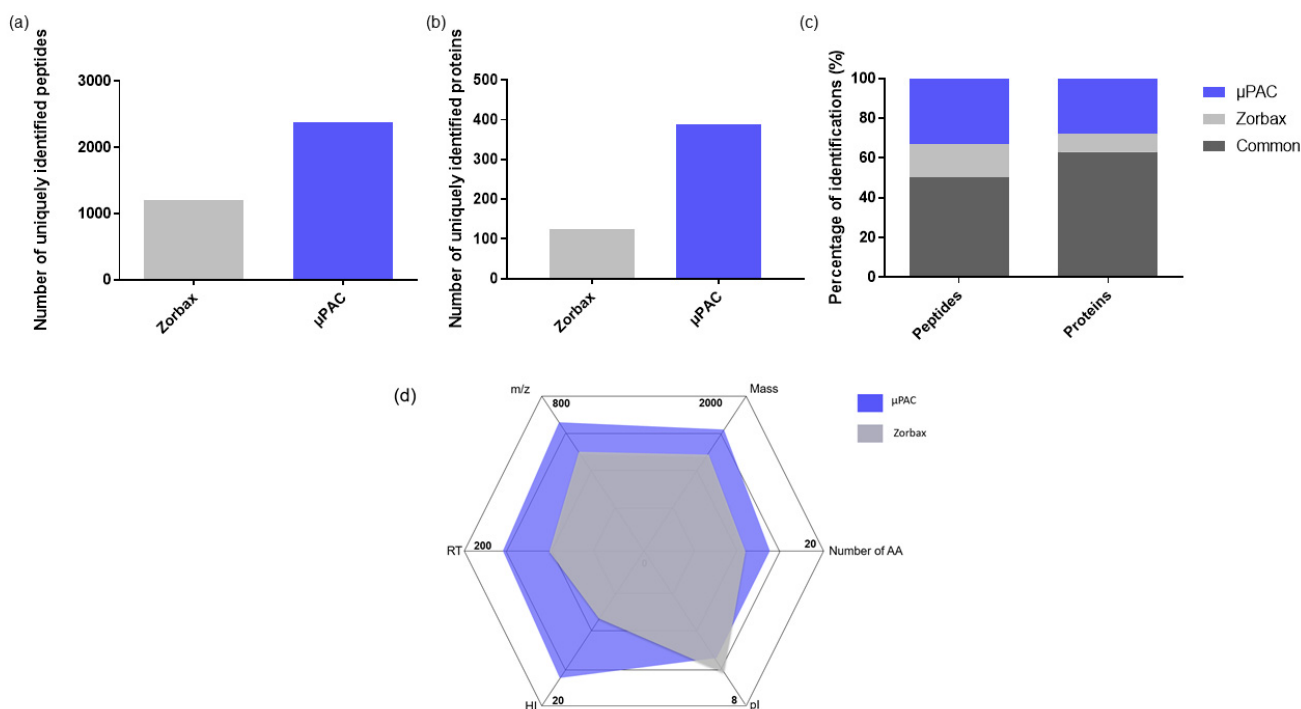 (a)
Number of uniquely identified peptides
3000
2000
1000
0
Zorbax
µPAC
(b)
Number of uniquely identified proteins
500
400
300
200
100
0
Zorbax
µPAC
(c)
Percentage of identifications (%)
100
80
60
40
20
0
Peptides
Proteins
µPAC
Zorbax
Common
(d)
m/z
800
Mass
2000
RT
200
Number of AA
20
HI
20
pI
8
0
µPAC
Zorbax